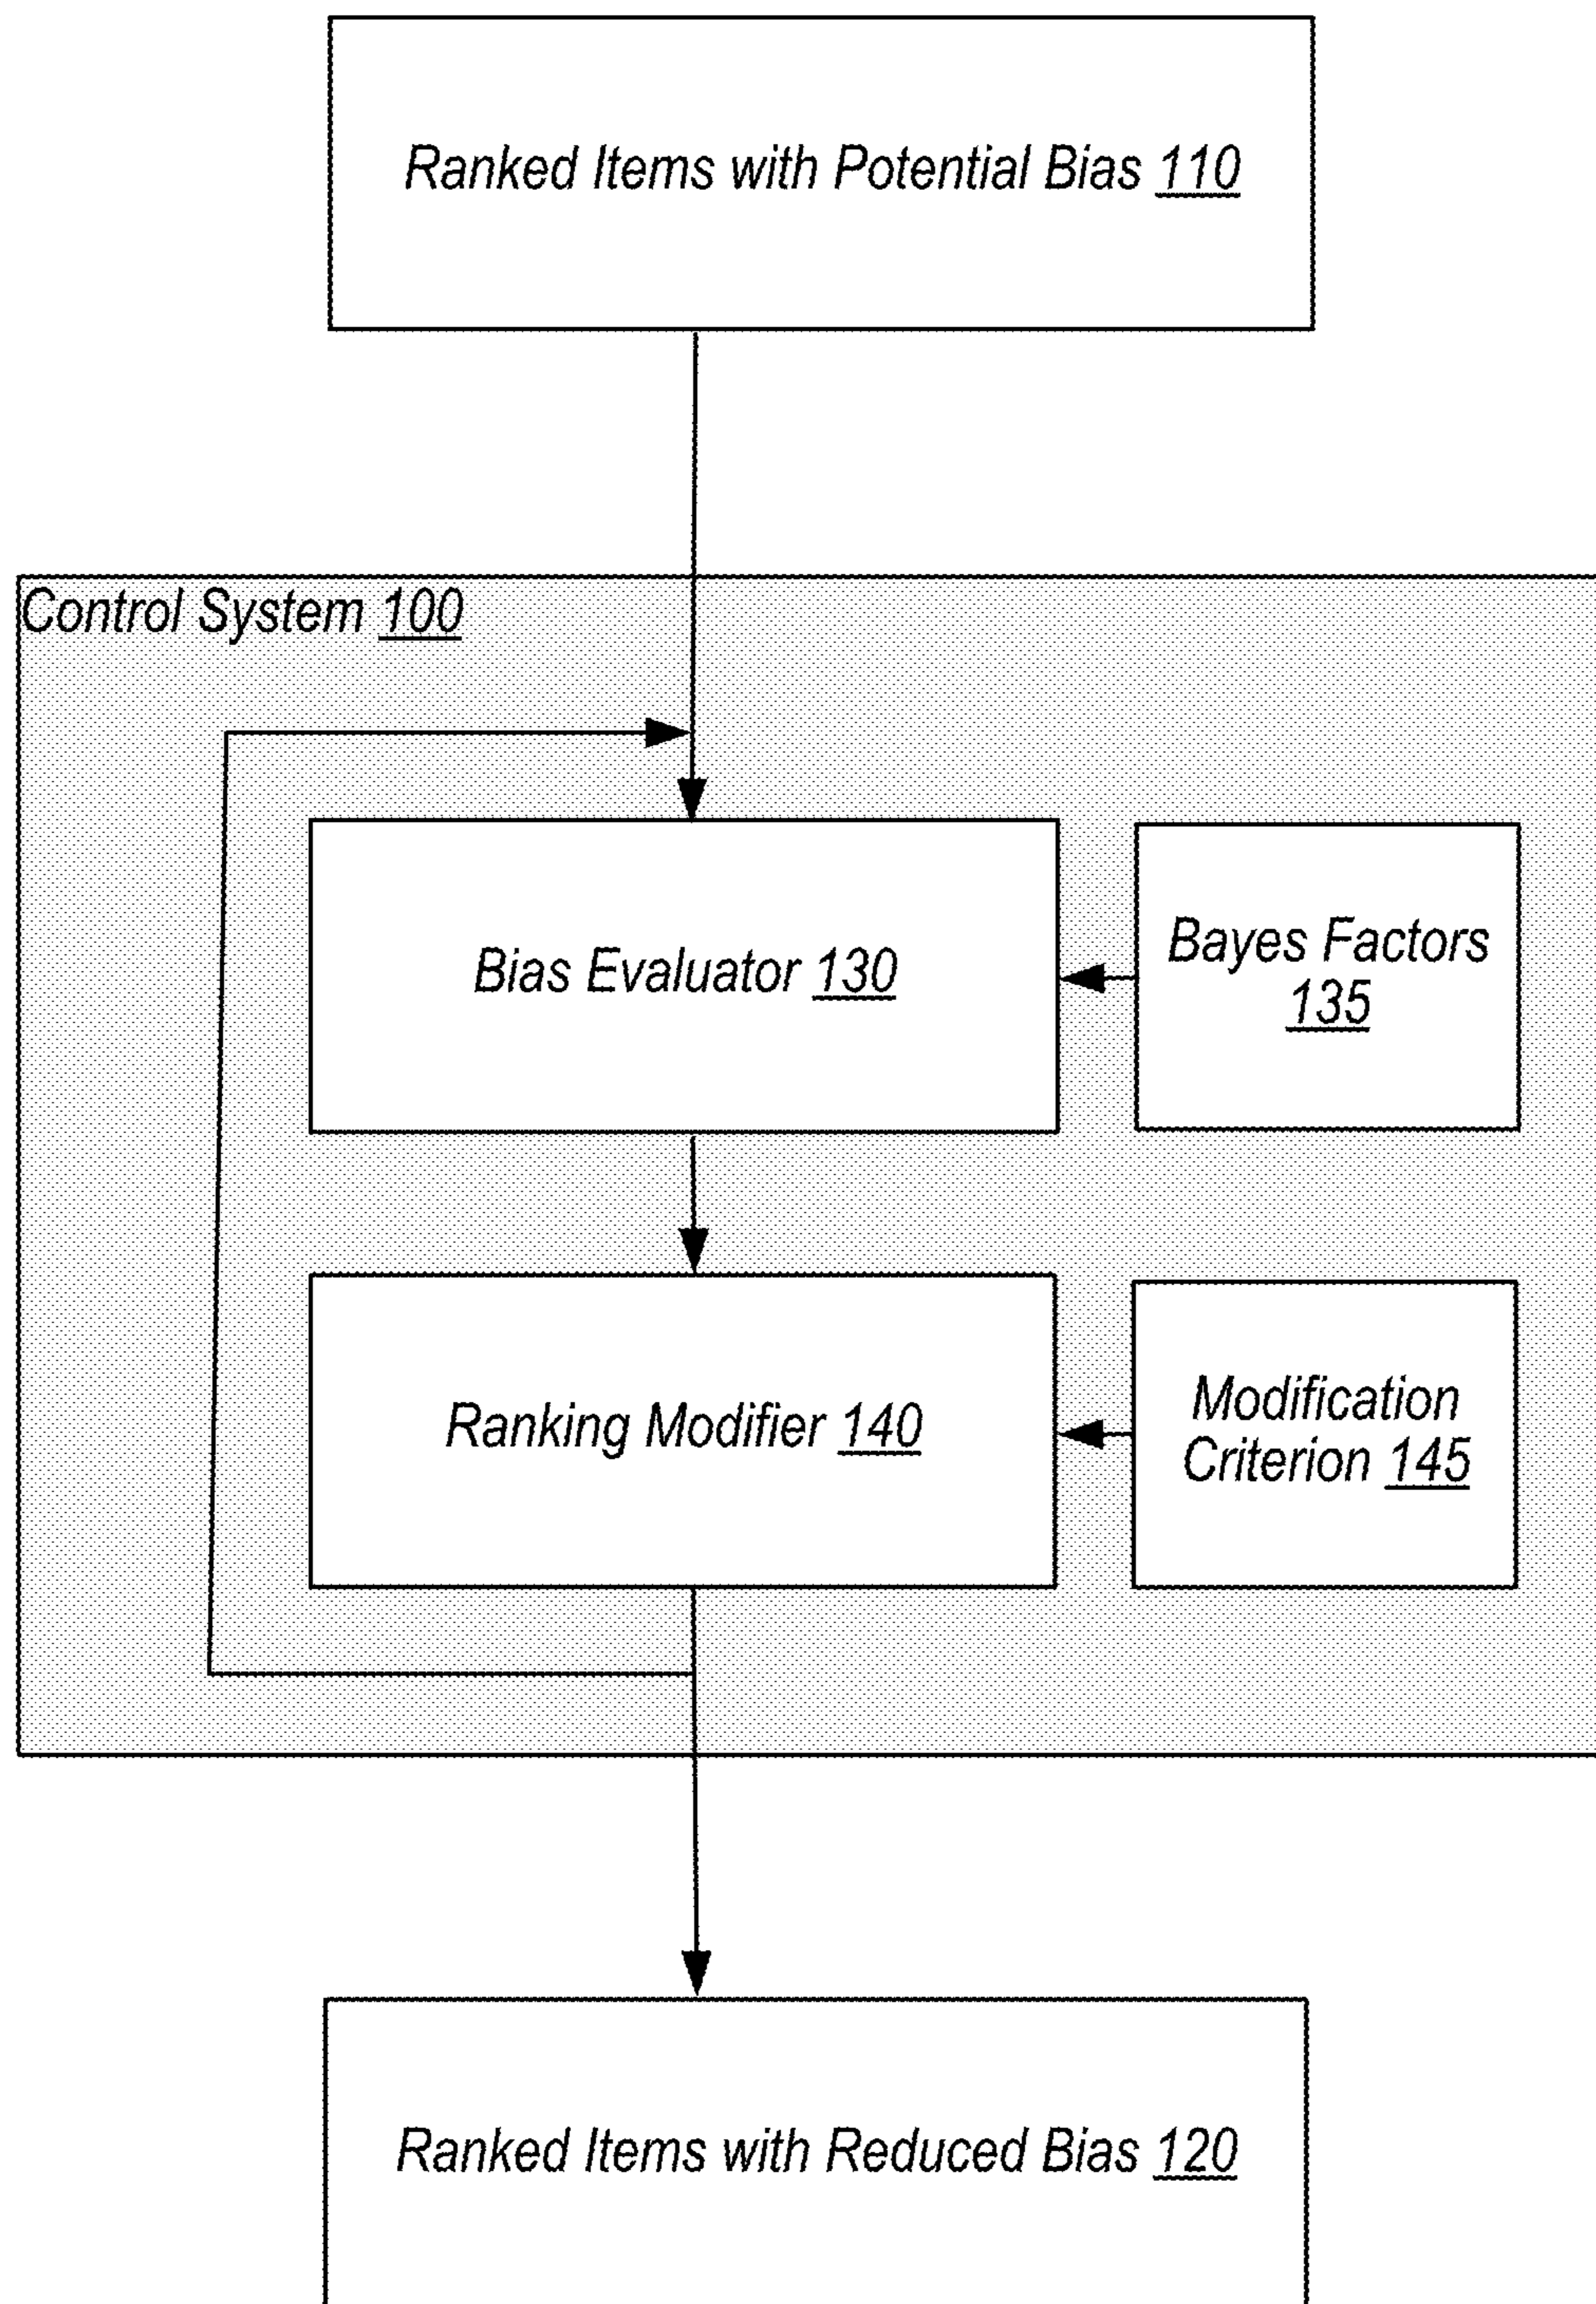 Ranked Items with Potential Bias 110
Control System 100
Bias Evaluator 130
Bayes Factors
135
Ranking Modifier 140
Modification
Criterion 145
Ranked Items with Reduced Bias 120